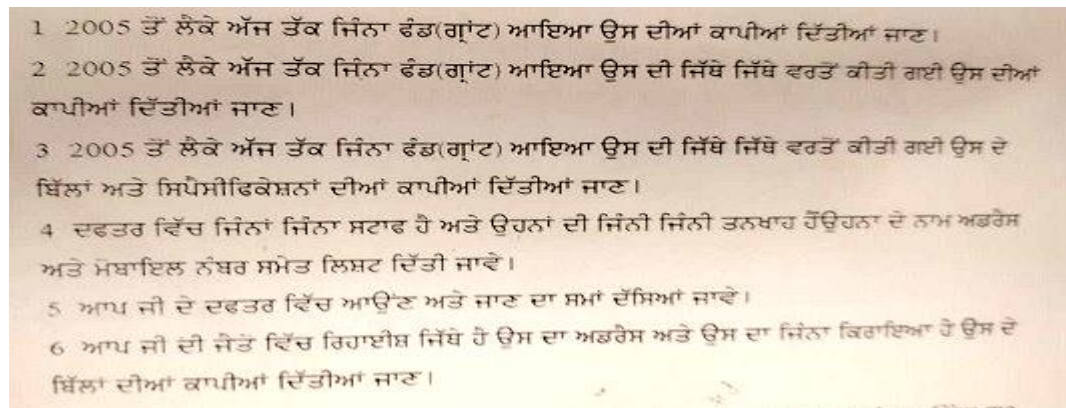 1 2005 ਤੋਂ ਲੈਕੇ ਅੱਜ ਤੱਕ ਜਿੰਨਾ ਫੰਡ(ਗ੍ਰਾਂਟ) ਆਇਆ ਉਸ ਦੀਆਂ ਕਾਪੀਆਂ ਦਿੱਤੀਆਂ ਜਾਣ।
2 2005 ਤੋਂ ਲੈਕੇ ਅੱਜ ਤੱਕ ਜਿੰਨਾ ਫੰਡ(ਗ੍ਰਾਂਟ) ਆਇਆ ਉਸ ਦੀ ਜਿੱਥੇ ਜਿੱਥੇ ਵਰਤੋਂ ਕੀਤੀ ਗਈ ਉਸ ਦੀਆਂ
ਕਾਪੀਆਂ ਦਿੱਤੀਆਂ ਜਾਣ।
3 2005 ਤੋਂ ਲੈਕੇ ਅੱਜ ਤੱਕ ਜਿੰਨਾ ਫੰਡ(ਗ੍ਰਾਂਟ) ਆਇਆ ਉਸ ਦੀ ਜਿੱਥੇ ਜਿੱਥੇ ਵਰਤੋਂ ਕੀਤੀ ਗਈ ਉਸ ਦੇ
ਬਿੱਲਾਂ ਅਤੇ ਸਿਪੈਸੀਫਿਕੇਸ਼ਨਾਂ ਦੀਆਂ ਕਾਪੀਆਂ ਦਿੱਤੀਆਂ ਜਾਣ।
4 ਦਫਤਰ ਵਿੱਚ ਜਿੰਨਾਂ ਜਿੰਨਾ ਸਟਾਫ ਹੈ ਅਤੇ ਉਹਨਾਂ ਦੀ ਜਿੰਨੀ ਜਿੰਨੀ ਤਨਖਾਹ ਹੈਂਉਹਨਾ ਦੇ ਨਾਮ ਅਡਰੈਸ
ਅਤੇ ਮੋਬਾਇਲ ਨੰਬਰ ਸਮੇਤ ਲਿਸ਼ਟ ਦਿੱਤੀ ਜਾਵੇ।
5 ਆਪ ਜੀ ਦੇ ਦਫਤਰ ਵਿੱਚ ਆਉਂਣ ਅਤੇ ਜਾਣ ਦਾ ਸਮਾਂ ਦੱਸਿਆਂ ਜਾਵੇ।
6 ਆਪ ਜੀ ਦੀ ਜੈਤੋਂ ਵਿੱਚ ਰਿਹਾਈਸ਼ ਜਿੱਥੇ ਹੈ ਉਸ ਦਾ ਅਡਰੈਸ ਅਤੇ ਉਸ ਦਾ ਜਿੰਨਾ ਕਿਰਾਇਆ ਹੈ ਉਸ ਦੇ
ਬਿੱਲਾਂ ਦੀਆਂ ਕਾਪੀਆਂ ਦਿੱਤੀਆਂ ਜਾਣ।